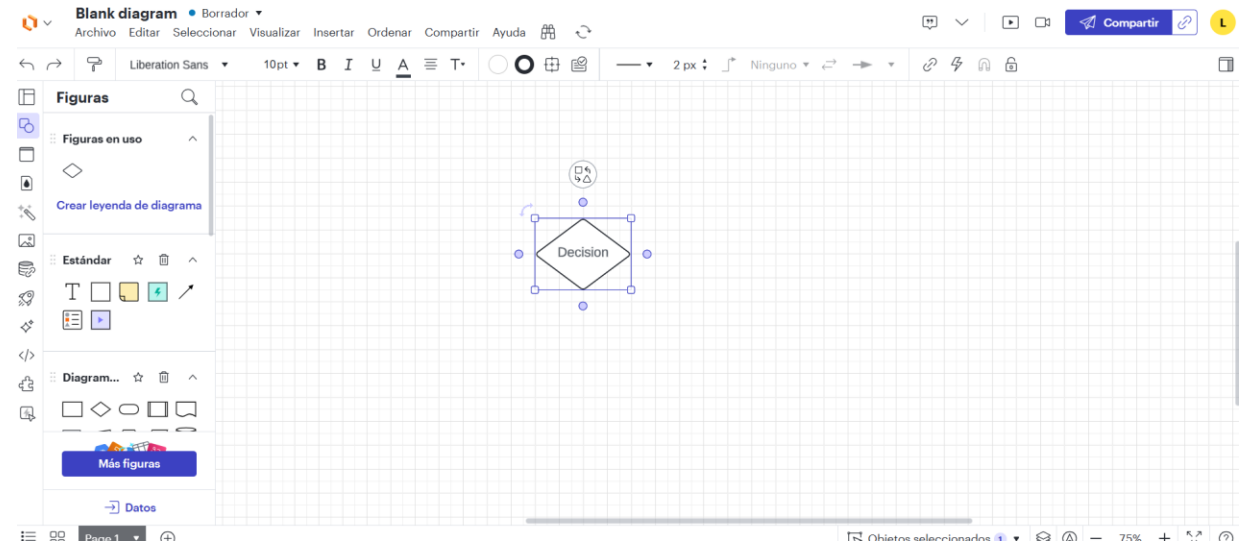 Blank diagram • Borrador ▼
Archivo Editar Seleccionar Visualizar Insertar Ordenar Compartir Ayuda
Compartir
L
Liberation Sans ▼ 10pt ▼ B I U A T 2 px Ninguno ▼
Figuras
Figuras en uso
Crear leyenda de diagrama
Estándar
T
Diagram...
Más figuras
Datos
Decision
Page 1 ▼
Objetos seleccionados 1 ▼ − 75% +